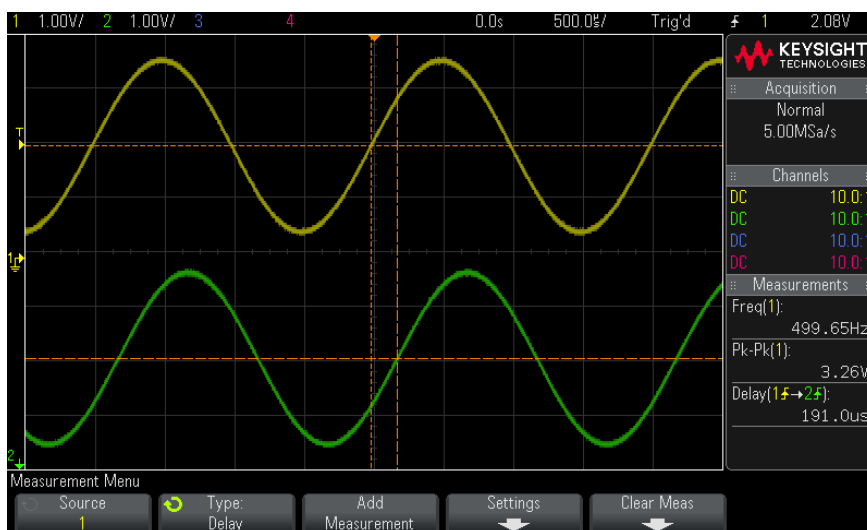 1 1.00V/ 2 1.00V/ 3 4 0.0s 500.0us/ Trig'd 1 2.08V
KEYSIGHT
TECHNOLOGIES
Acquisition
Normal
5.00MSa/s
Channels
DC 10.0:
DC 10.0:
DC 10.0:
DC 10.0:
Measurements
Freq(1):
499.65Hz
Pk-Pk(1):
3.26V
Delay(1→2):
191.0us
T
1
2
Measurement Menu
Source
1
Type:
Delay
Add
Measurement
Settings
Clear Meas